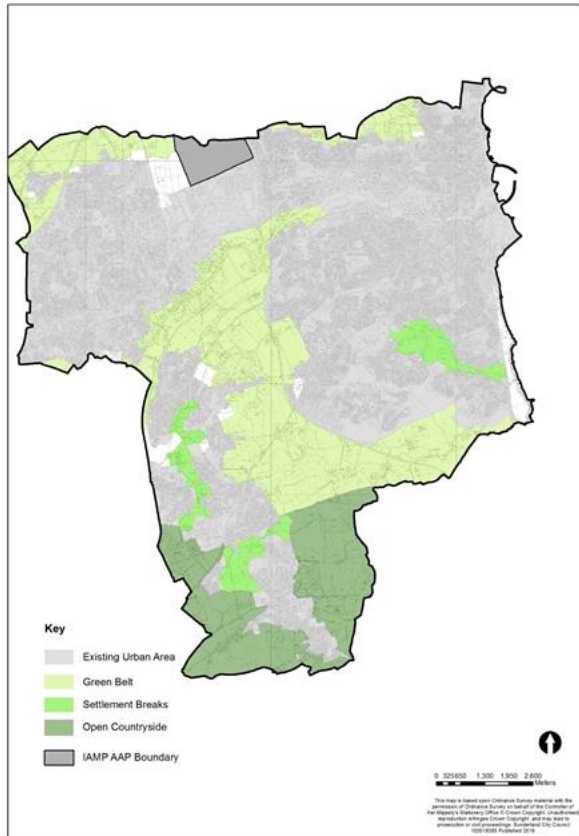 Key
Existing Urban Area
Green Belt
Settlement Breaks
Open Countryside
IAMP AAP Boundary
0 325650 1,300 1,950 2,600
Meters
This map is based upon Ordnance Survey material with the
permission of Ordnance Survey on behalf of the Controller of
Her Majesty's Stationery Office © Crown Copyright. Unauthorised
reproduction infringes Crown Copyright and may lead to
prosecution or civil proceedings. Sunderland City Council
Published 2018